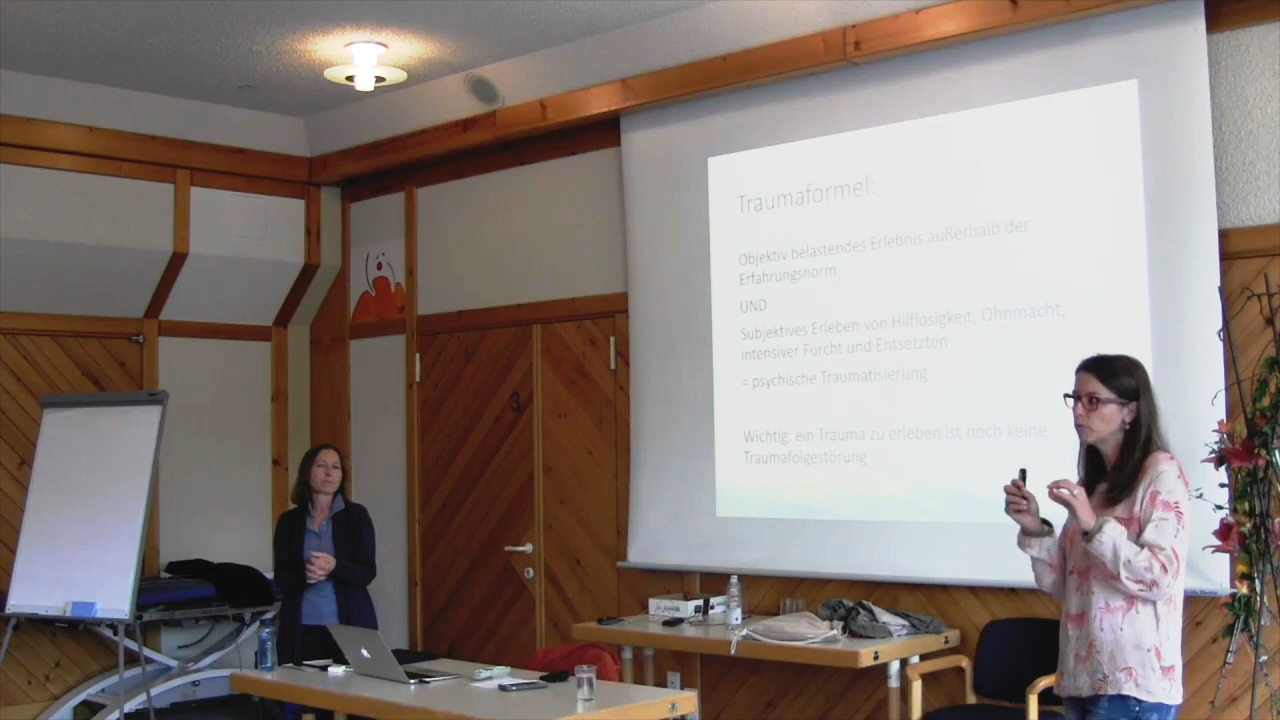 Traumaformel:
Objektiv belastendes Erlebnis außerhalb der
Erfahrungsnorm
UND
Subjektives Erleben von Hilflosigkeit, Ohnmacht,
intensiver Furcht und Entsetzten
= psychische Traumatisierung
Wichtig: ein Trauma zu erleben ist noch keine
Traumafolgestörung
3